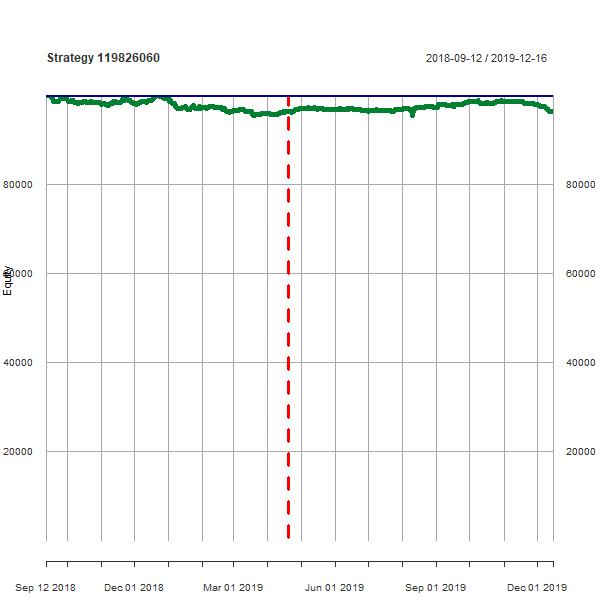 Strategy 119826060
2018-09-12 / 2019-12-16
80000 80000
Equity
60000 60000
40000 40000
20000 20000
Sep 12 2018 Dec 01 2018 Mar 01 2019 Jun 01 2019 Sep 01 2019 Dec 01 2019